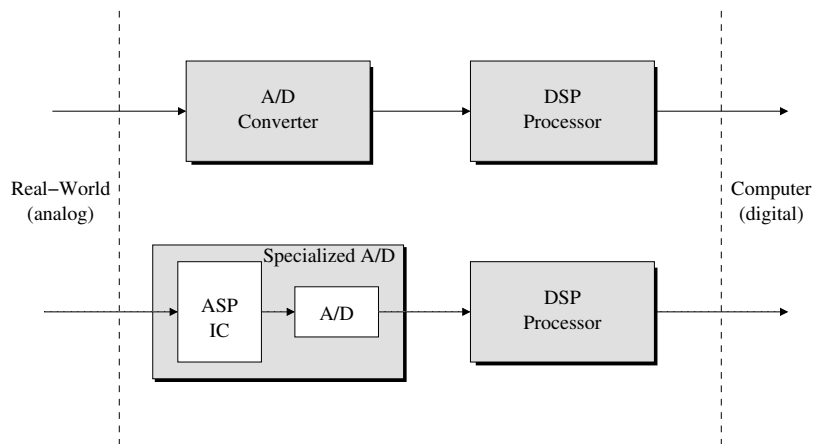 A/D
Converter
DSP
Processor
Real−World
(analog)
Computer
(digital)
Specialized A/D
ASP
IC
A/D
DSP
Processor